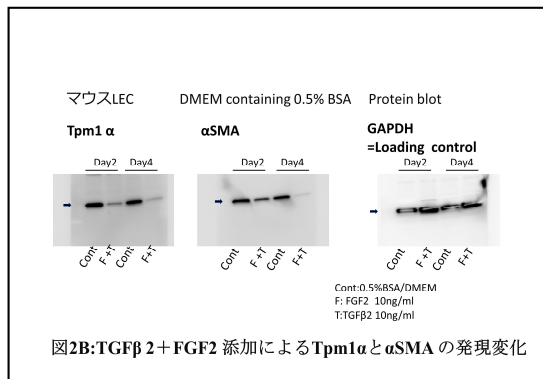 マウスLEC DMEM containing 0.5% BSA Protein blot
Tpm1 α αSMA GAPDH
=Loading control
Day2 Day4 Day2 Day4 Day2 Day4
Cont F +T Cont F+T Cont F +T Cont F+T Cont F+T Cont F+T
Cont:0.5%BSA/DMEM
F: FGF2 10ng/ml
T:TGFβ2 10ng/ml
図2B:TGFβ 2＋FGF2 添加によるTpm1αとαSMA の発現変化